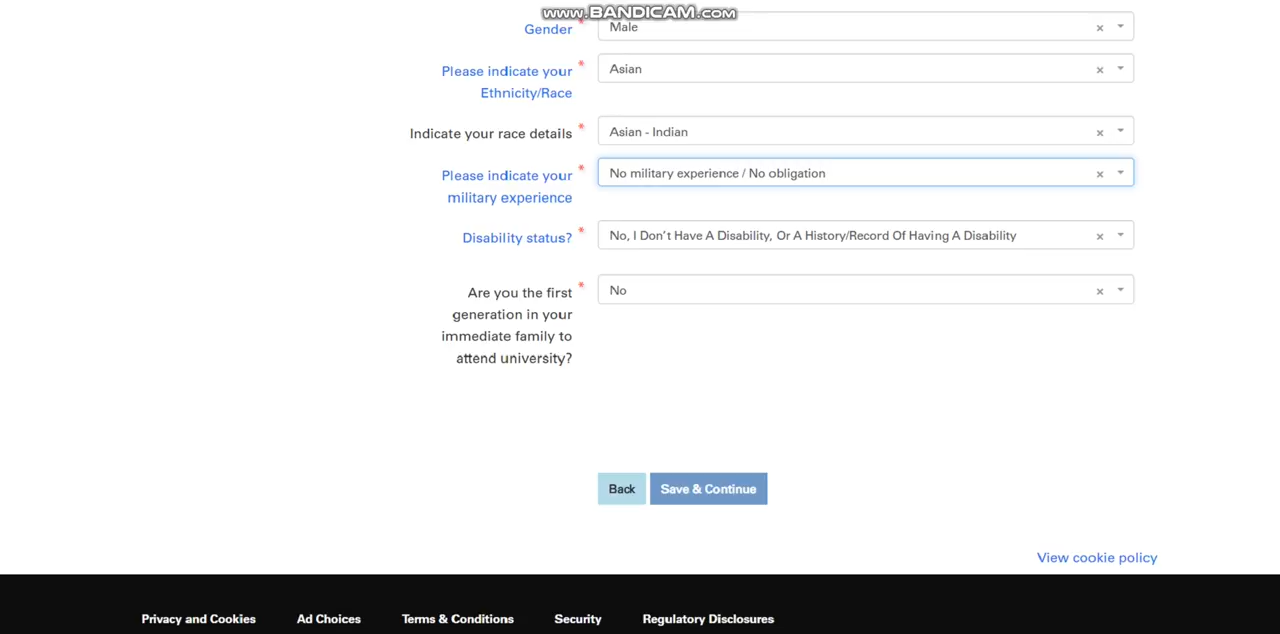 www.BANDICAM.com
Gender * Male × 
Please indicate your * Asian ×
Ethnicity/Race
Indicate your race details * Asian - Indian ×
Please indicate your * No military experience / No obligation ×
military experience
Disability status? * No, I Don't Have A Disability, Or A History/Record Of Having A Disability ×
Are you the first * No ×
generation in your
immediate family to
attend university?
Back Save & Continue
View cookie policy
Privacy and Cookies Ad Choices Terms & Conditions Security Regulatory Disclosures